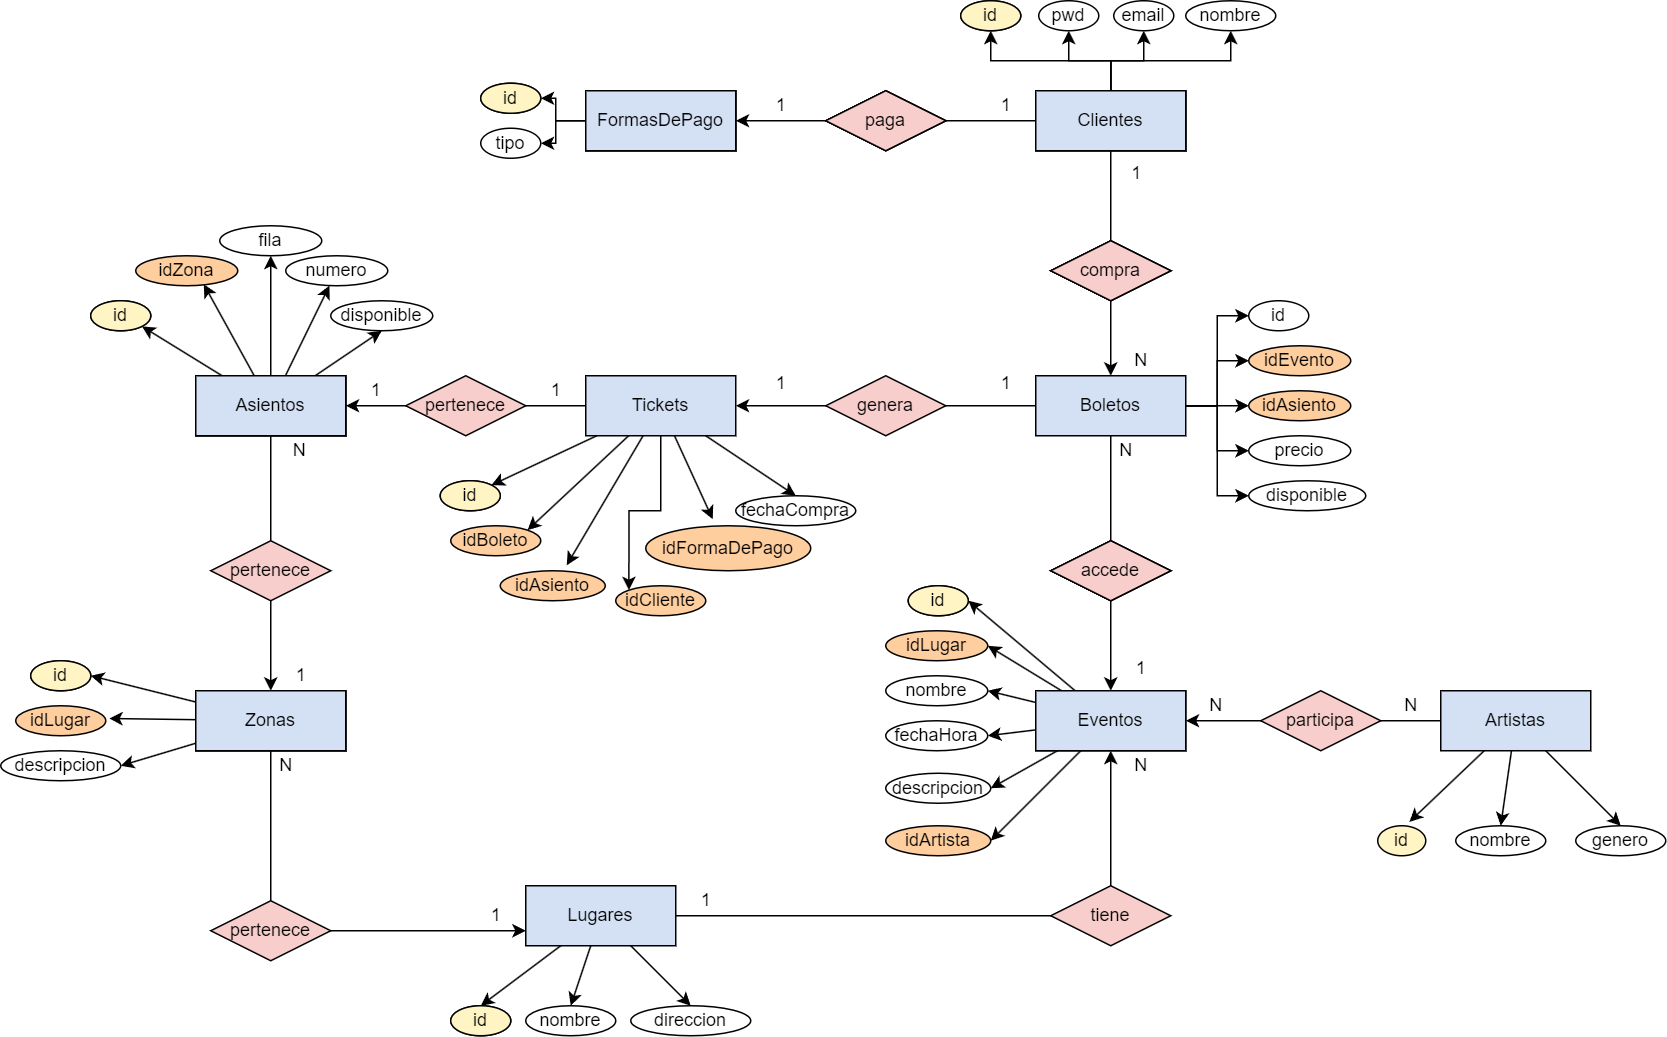 id
pwd
email
nombre
id
tipo
FormasDePago
1
paga
1
Clientes
1
compra
N
fila
idZona
numero
id
disponible
Asientos
1
pertenece
1
Tickets
1
genera
1
Boletos
id
idEvento
idAsiento
precio
disponible
N
N
id
fechaCompra
idBoleto
idFormaDePago
idAsiento
idCliente
pertenece
accede
1
1
id
idLugar
descripcion
Zonas
N
id
idLugar
nombre
fechaHora
descripcion
idArtista
Eventos
N
participa
N
Artistas
N
id
nombre
genero
pertenece
1
Lugares
1
tiene
id
nombre
direccion